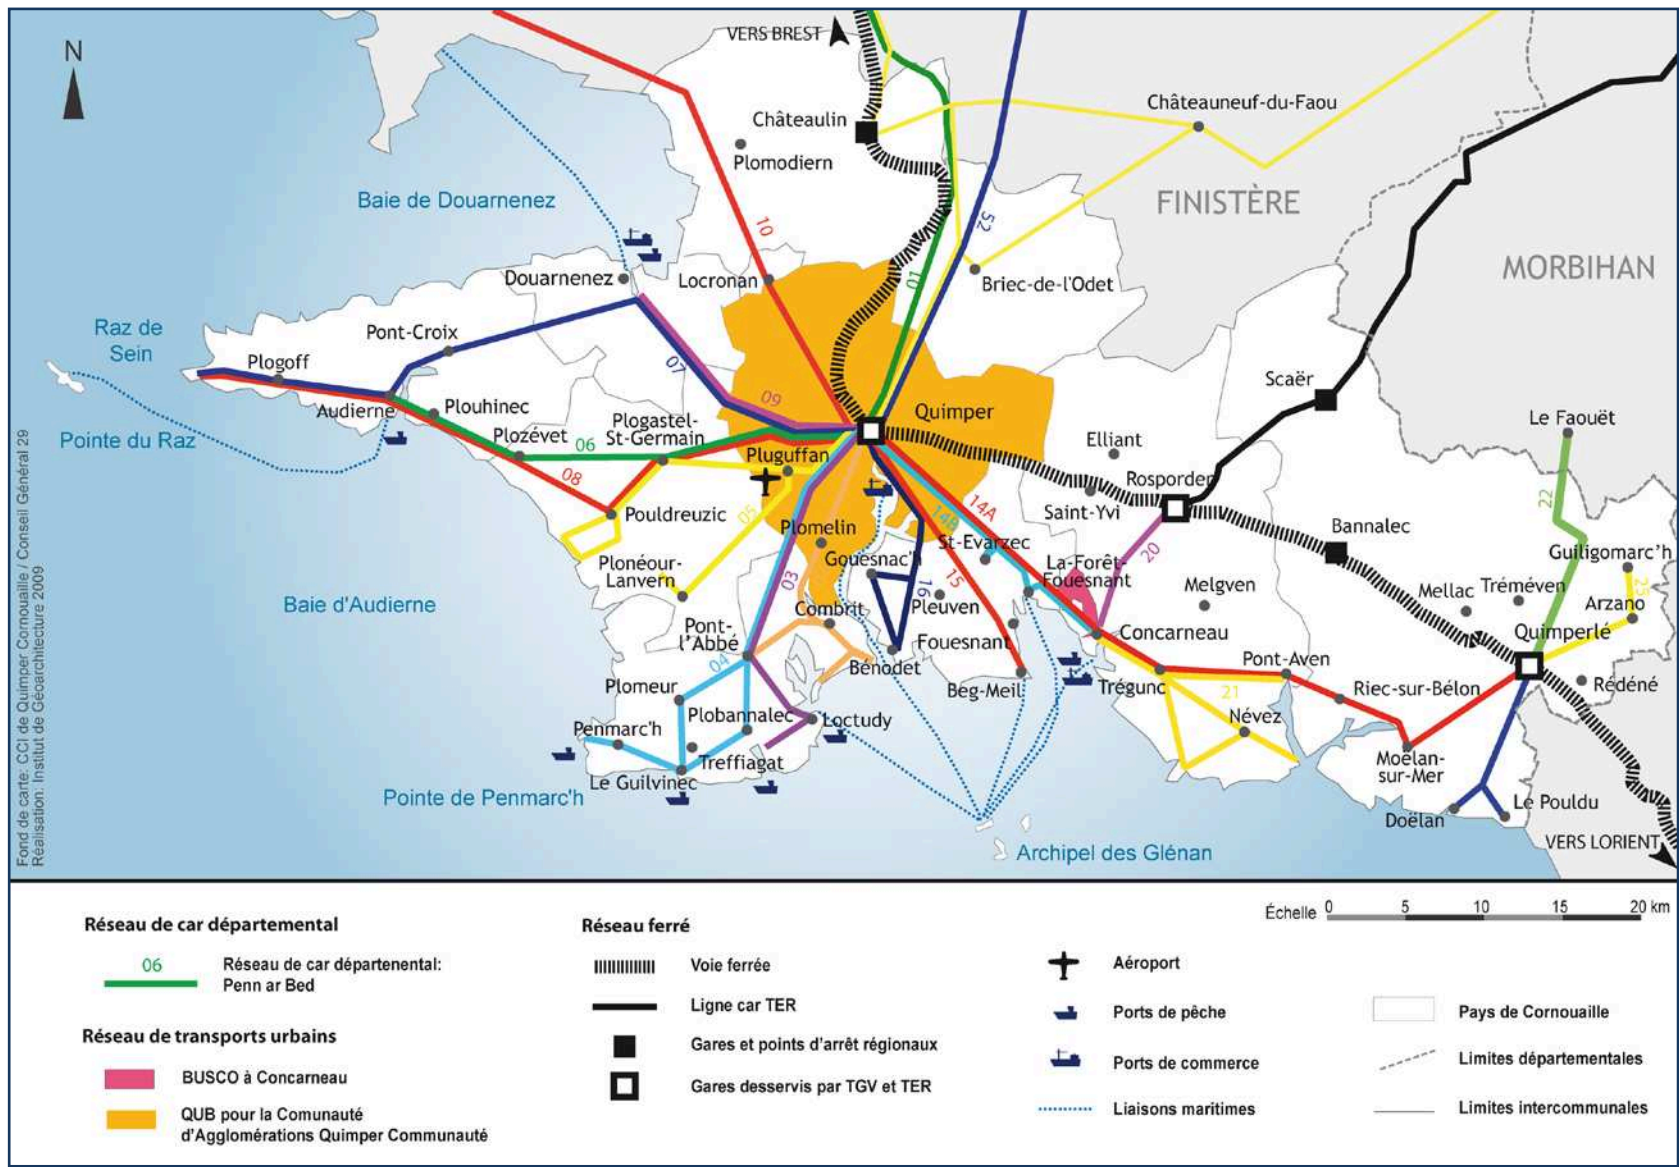 N
VERS BREST
Châteaulin
Châteauneuf-du-Faou
Plomodiern
Baie de Douarnenez
10
52
FINISTÈRE
MORBIHAN
Douarnenez
Locronan
01
Briec-de-l'Odet
Raz de
Sein
Pont-Croix
Plogoff
07
Scaër
Audierne
Plouhinec
09
Quimper
Le Faouët
Pointe du Raz
Plozévet
06
Plogastel-
St-Germain
Elliant
Pluguffan
Rosporden
08
14A
22
Saint-Yvi
Pouldreuzic
05
14B
Bannalec
Plomelin
St-Evarzec
20
Guiligomarc'h
Plonéour-
Lanvern
Gouesnac'h
La-Forêt-
Fouesnant
03
16
15
Melgven
Mellac
Tréméven
25
Baie d'Audierne
Pleuven
Arzano
Combrit
Pont-
l'Abbé
Fouesnant
Concarneau
Quimperlé
04
Bénodet
Pont-Aven
Plomeur
Beg-Meil
Trégunc
21
Riec-sur-Bélon
Rédéné
Plobannalec
Loctudy
Névez
Penmarc'h
Treffiagat
Moëlan-
sur-Mer
Le Guilvinec
Pointe de Penmarc'h
Le Pouldu
Doëlan
VERS LORIENT
Archipel des Glénan
Fond de carte: CCI de Quimper Cornouaille / Conseil Général 29
Réalisation: Institut de Géoarchitecture 2009
Échelle 0 5 10 15 20 km
Réseau de car départemental
06
Réseau de car départenental:
Penn ar Bed
Réseau de transports urbains
BUSCO à Concarneau
QUB pour la Comunauté
d'Agglomérations Quimper Communauté
Réseau ferré
Voie ferrée
Ligne car TER
Gares et points d'arrêt régionaux
Gares desservis par TGV et TER
Aéroport
Ports de pêche
Ports de commerce
Liaisons maritimes
Pays de Cornouaille
Limites départementales
Limites intercommunales